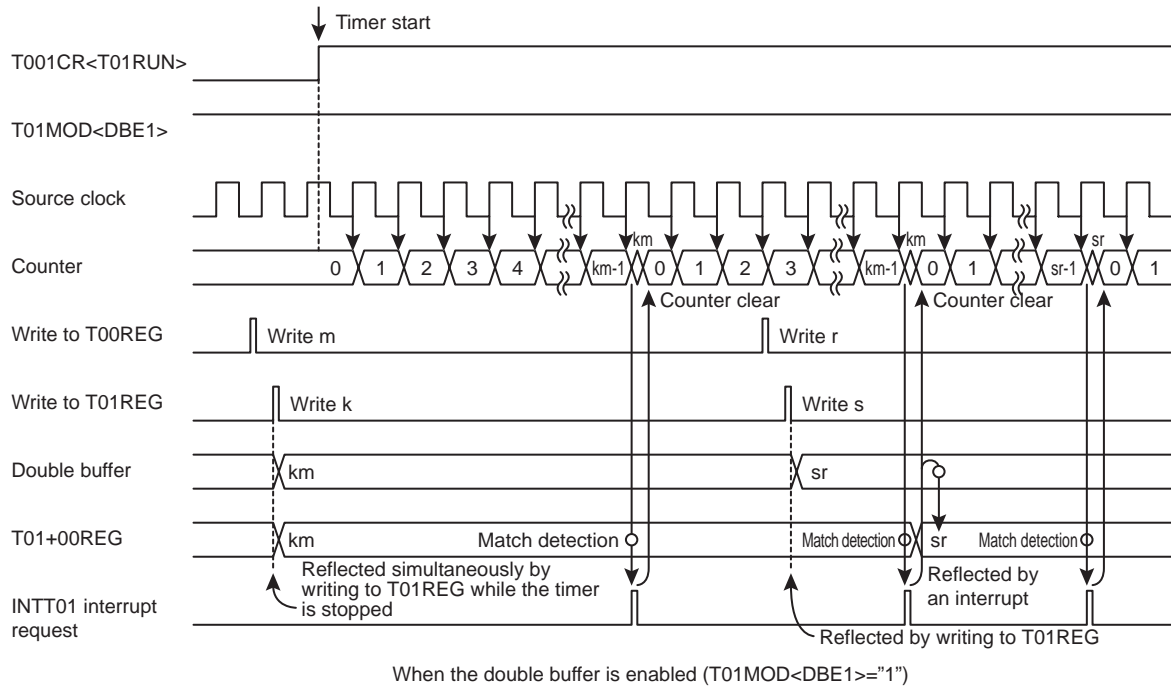 Timer start
T001CR<T01RUN>
T01MOD<DBE1>
Source clock
km km sr
Counter 0 1 2 3 4 km-1 0 1 2 3 km-1 0 1 sr-1 0 1
Counter clear Counter clear
Write to T00REG Write m Write r
Write to T01REG Write k Write s
Double buffer km sr
T01+00REG km Match detection Match detection sr Match detection
Reflected simultaneously by
writing to T01REG while the timer
is stopped
Reflected by
an interrupt
INTT01 interrupt
request
Reflected by writing to T01REG
When the double buffer is enabled (T01MOD<DBE1>=”1”)